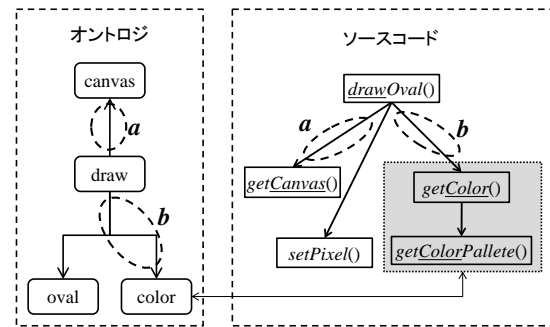 オントロジ
canvas
a
draw
b
oval
color
ソースコード
drawOval()
a
b
getCanvas()
getColor()
setPixel()
getColorPallete()